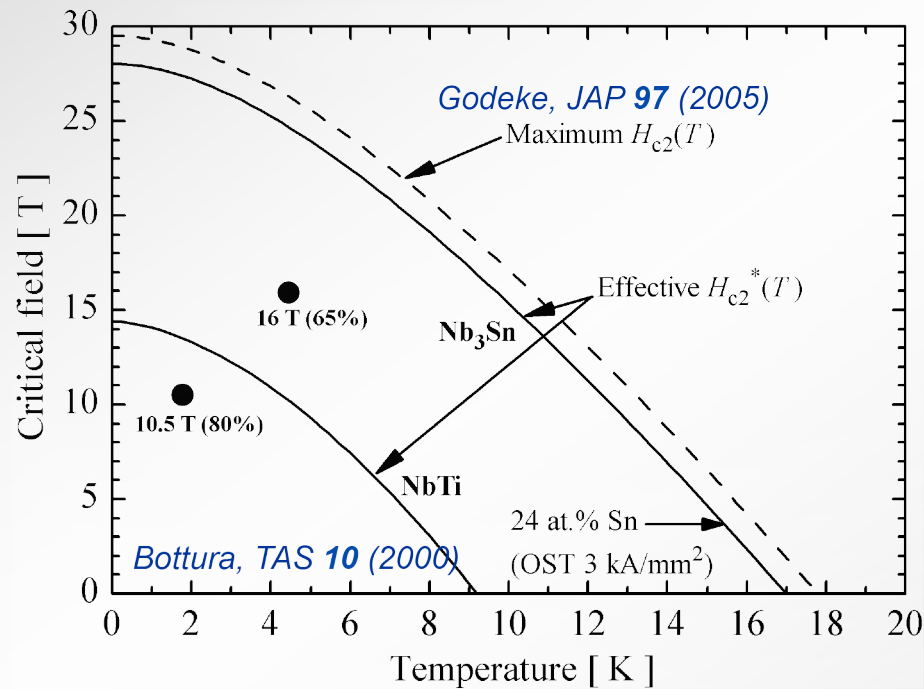 30
25
20
15
10
5
0
Critical field [ T ]
Godeke, JAP 97 (2005)
Maximum Hc2(T)
Effective Hc2*(T)
16 T (65%)
Nb3Sn
10.5 T (80%)
NbTi
24 at.% Sn
(OST 3 kA/mm2)
Bottura, TAS 10 (2000)
0 2 4 6 8 10 12 14 16 18 20
Temperature [ K ]